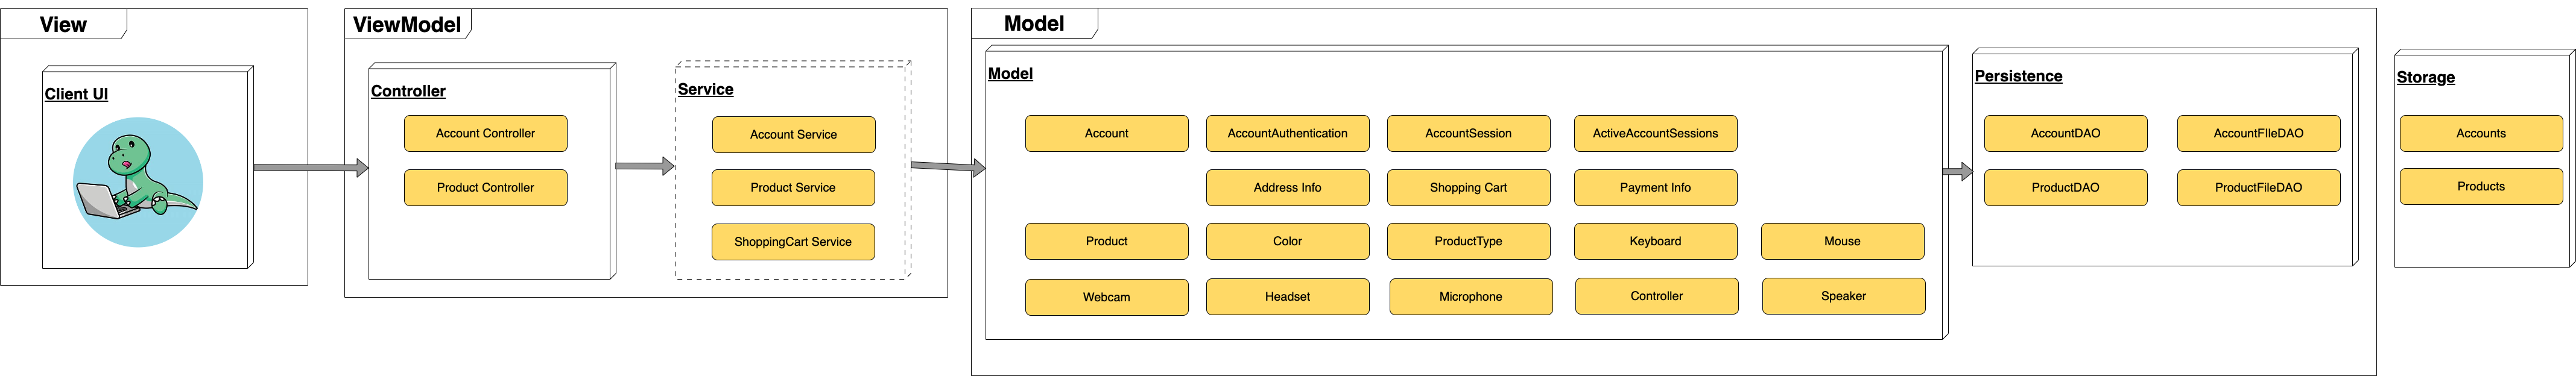 View
Client UI
ViewModel
Controller
Account Controller
Product Controller
Service
Account Service
Product Service
ShoppingCart Service
Model
Model
Account
AccountAuthentication
AccountSession
ActiveAccountSessions
Address Info
Shopping Cart
Payment Info
Product
Color
ProductType
Keyboard
Mouse
Webcam
Headset
Microphone
Controller
Speaker
Persistence
AccountDAO
AccountFIleDAO
ProductDAO
ProductFileDAO
Storage
Accounts
Products